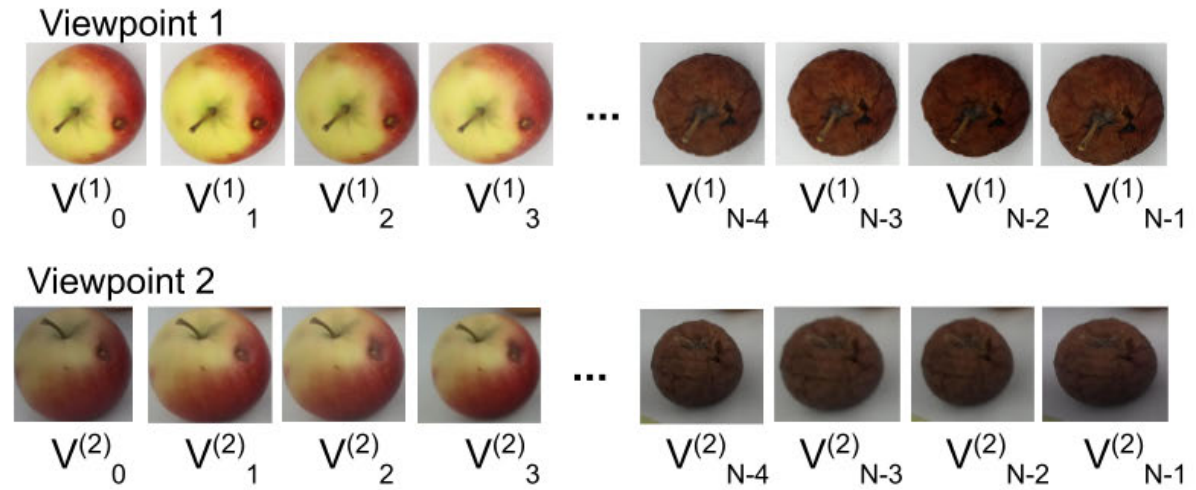 Viewpoint 1
...
V(1)0 V(1)1 V(1)2 V(1)3 V(1)N-4 V(1)N-3 V(1)N-2 V(1)N-1
Viewpoint 2
...
V(2)0 V(2)1 V(2)2 V(2)3 V(2)N-4 V(2)N-3 V(2)N-2 V(2)N-1